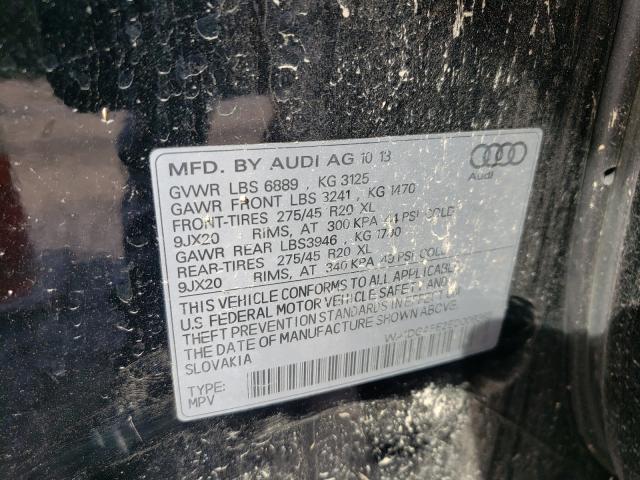 MFD. BY AUDI AG 10 13
GVWR LBS 6889 , KG 3125
GAWR FRONT LBS 3241 , KG 1470
FRONT-TIRES 275/45 R20 XL
9JX20 RIMS, AT 300 KPA 44 PSI COLD
GAWR REAR LBS3946 , KG 1790
REAR-TIRES 275/45 R20 XL
9JX20 RIMS, AT 340 KPA 49 PSI COLD
THIS VEHICLE CONFORMS TO ALL APPLICABLE
U.S FEDERAL MOTOR VEHICLE SAFETY AND
THEFT PREVENTION STANDARDS IN EFFECT ON
THE DATE OF MANUFACTURE SHOWN ABOVE.
SLOVAKIA
TYPE:
MPV
Audi